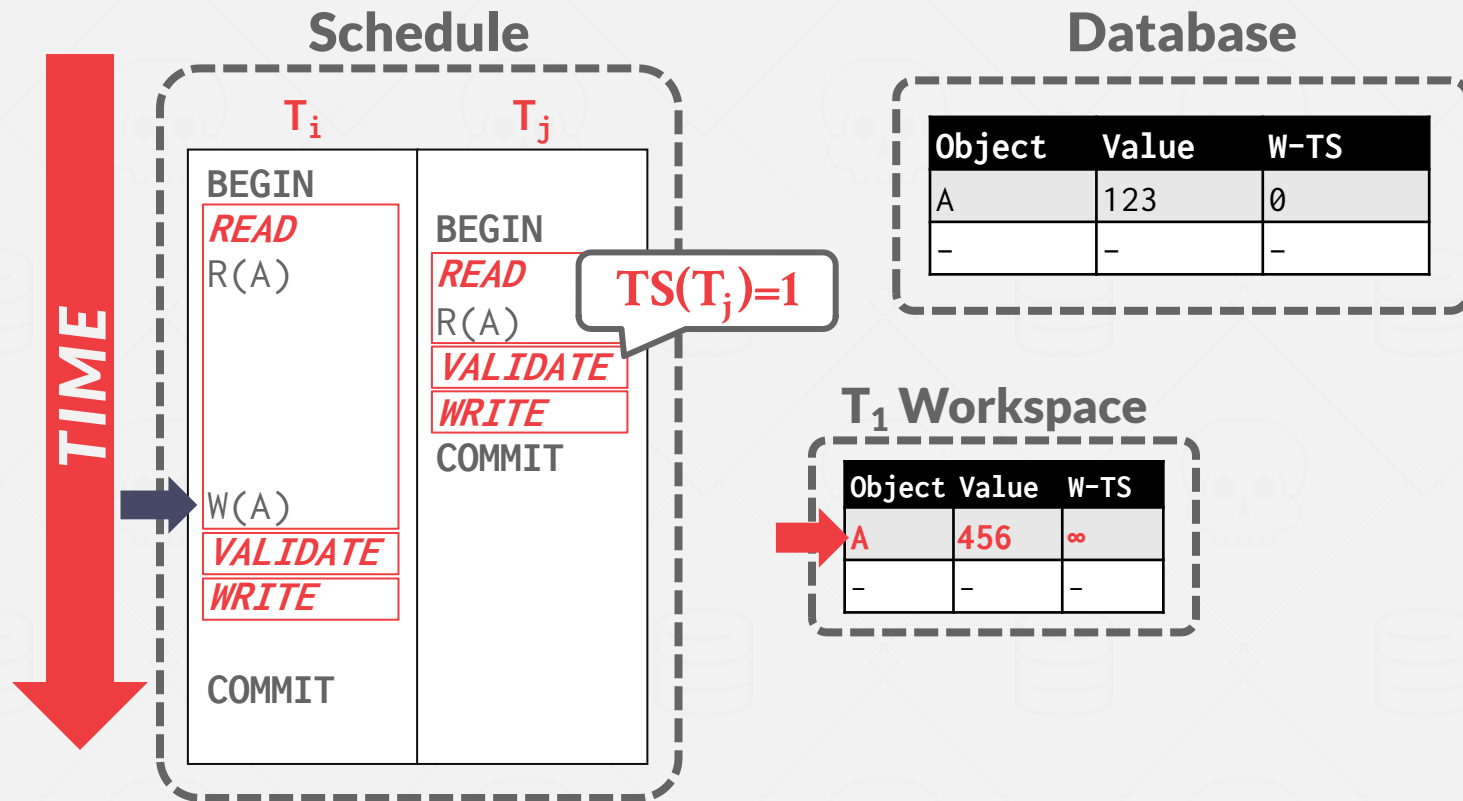 Schedule
Database
TIME
Tᵢ Tⱼ
BEGIN
READ
R(A)
W(A)
VALIDATE
WRITE
COMMIT
BEGIN
READ
R(A)
VALIDATE
WRITE
COMMIT
TS(Tⱼ)=1
Object Value W-TS
A 123 0
- - -
T₁ Workspace
Object Value W-TS
A 456 ∞
- - -